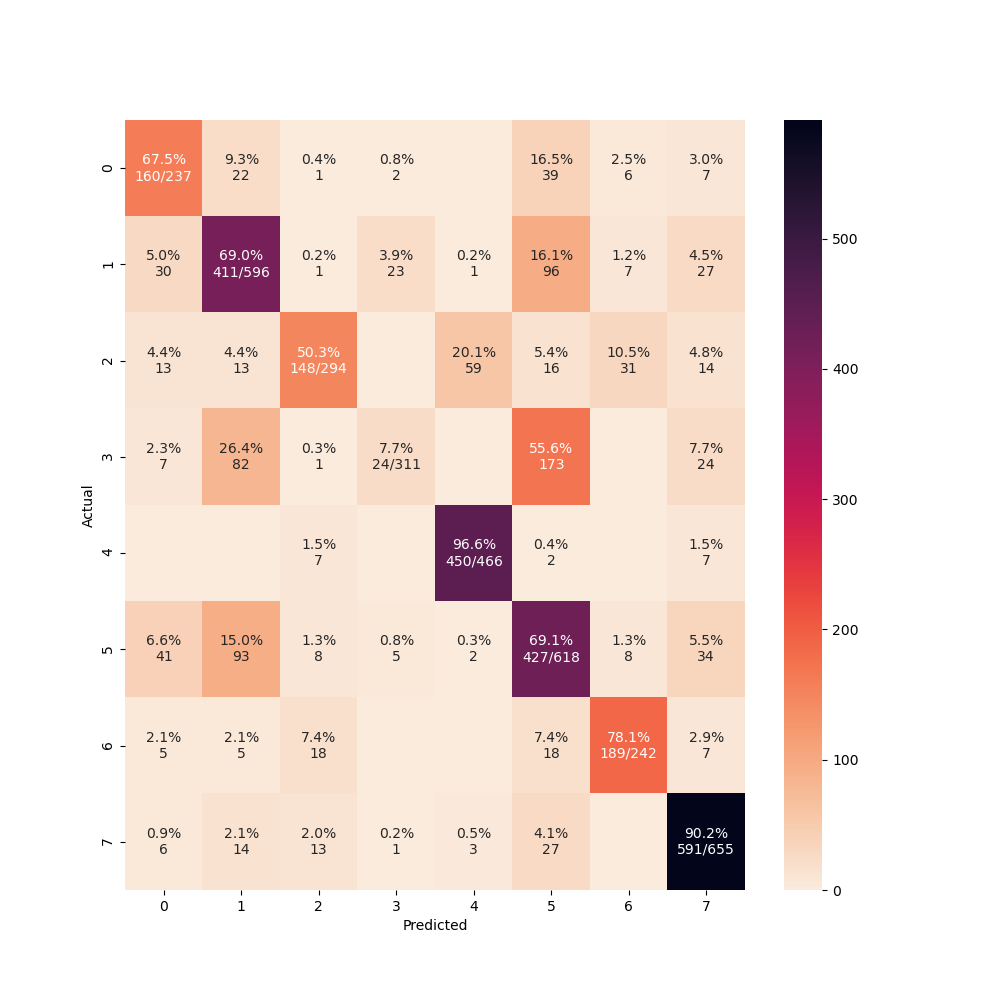 0
67.5% 9.3% 0.4% 0.8% 16.5% 2.5% 3.0%
160/237 22 1 2 39 6 7
1
5.0% 69.0% 0.2% 3.9% 0.2% 16.1% 1.2% 4.5%
30 411/596 1 23 1 96 7 27
2
4.4% 4.4% 50.3% 20.1% 5.4% 10.5% 4.8%
13 13 148/294 59 16 31 14
3
2.3% 26.4% 0.3% 7.7% 55.6% 7.7%
7 82 1 24/311 173 24
Actual
4
1.5% 96.6% 0.4% 1.5%
7 450/466 2 7
5
6.6% 15.0% 1.3% 0.8% 0.3% 69.1% 1.3% 5.5%
41 93 8 5 2 427/618 8 34
6
2.1% 2.1% 7.4% 7.4% 78.1% 2.9%
5 5 18 18 189/242 7
7
0.9% 2.1% 2.0% 0.2% 0.5% 4.1% 90.2%
6 14 13 1 3 27 591/655
0 1 2 3 4 5 6 7
Predicted
500
400
300
200
100
0